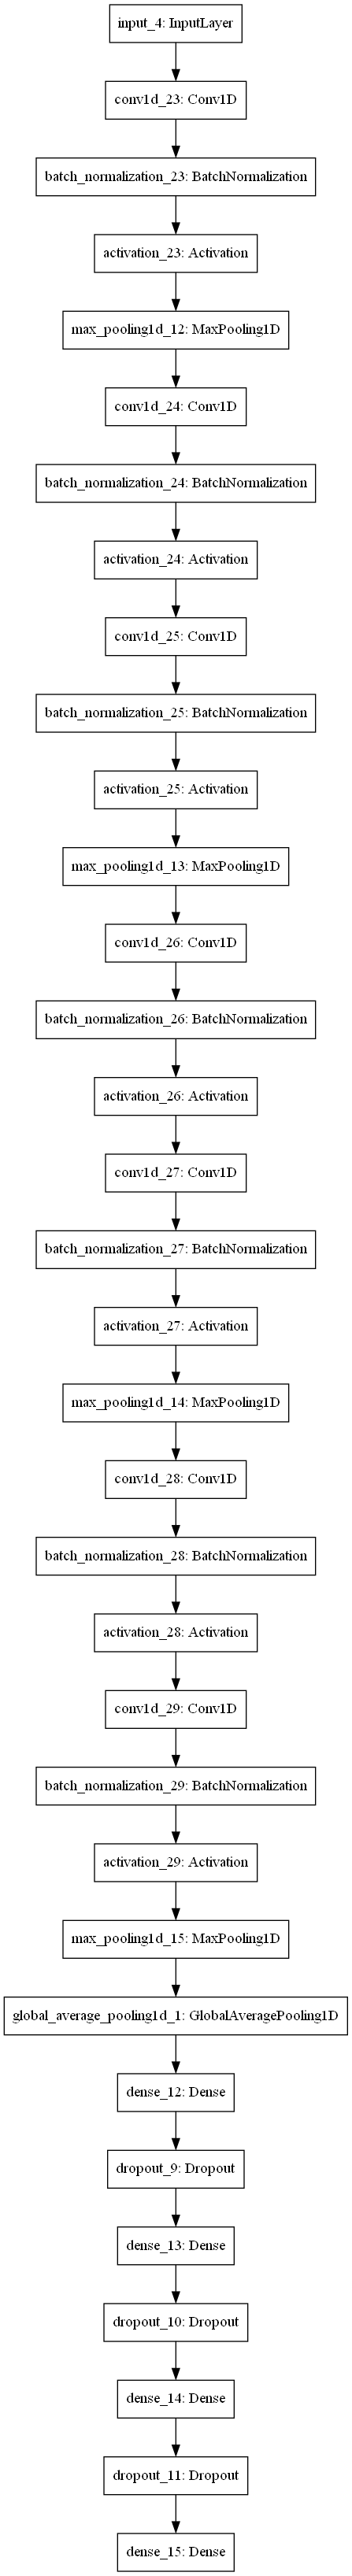 input_4: InputLayer
conv1d_23: Conv1D
batch_normalization_23: BatchNormalization
activation_23: Activation
max_pooling1d_12: MaxPooling1D
conv1d_24: Conv1D
batch_normalization_24: BatchNormalization
activation_24: Activation
conv1d_25: Conv1D
batch_normalization_25: BatchNormalization
activation_25: Activation
max_pooling1d_13: MaxPooling1D
conv1d_26: Conv1D
batch_normalization_26: BatchNormalization
activation_26: Activation
conv1d_27: Conv1D
batch_normalization_27: BatchNormalization
activation_27: Activation
max_pooling1d_14: MaxPooling1D
conv1d_28: Conv1D
batch_normalization_28: BatchNormalization
activation_28: Activation
conv1d_29: Conv1D
batch_normalization_29: BatchNormalization
activation_29: Activation
max_pooling1d_15: MaxPooling1D
global_average_pooling1d_1: GlobalAveragePooling1D
dense_12: Dense
dropout_9: Dropout
dense_13: Dense
dropout_10: Dropout
dense_14: Dense
dropout_11: Dropout
dense_15: Dense